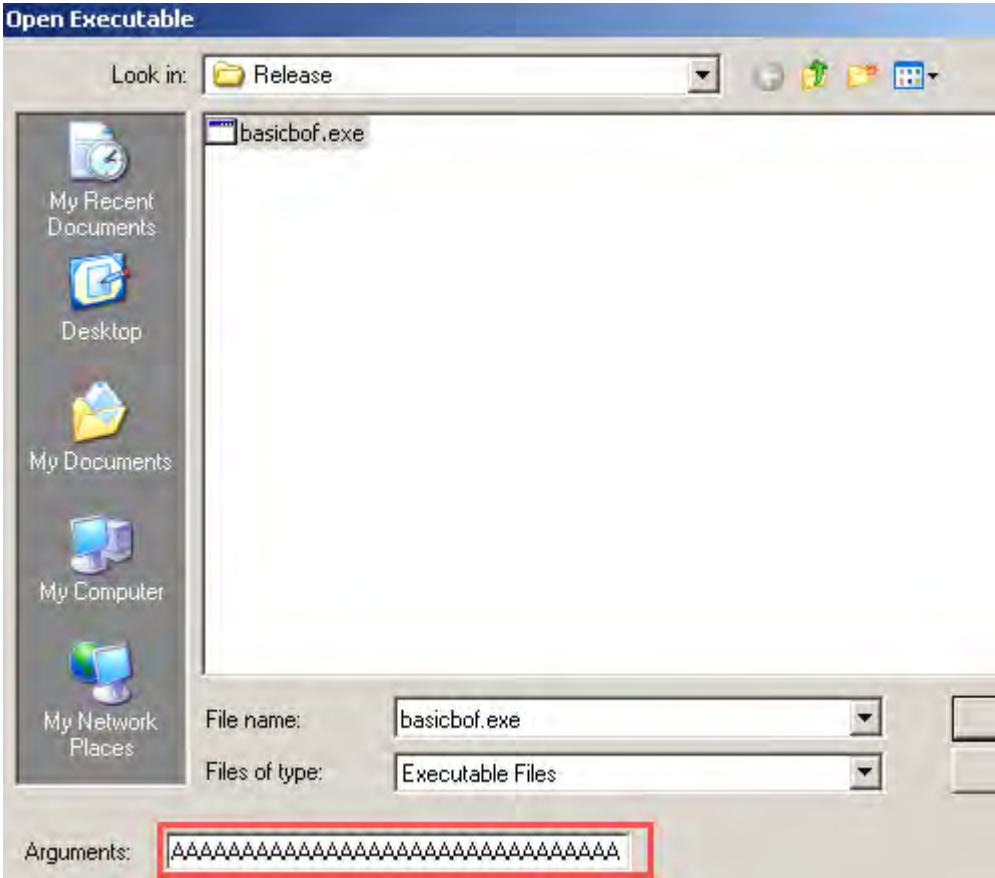 Open Executable
Look in: Release
basicbof.exe
My Recent
Documents
Desktop
My Documents
My Computer
My Network
Places
File name: basicbof.exe
Files of type: Executable Files
Arguments: AAAAAAAAAAAAAAAAAAAAAAAAAAAAAAAA